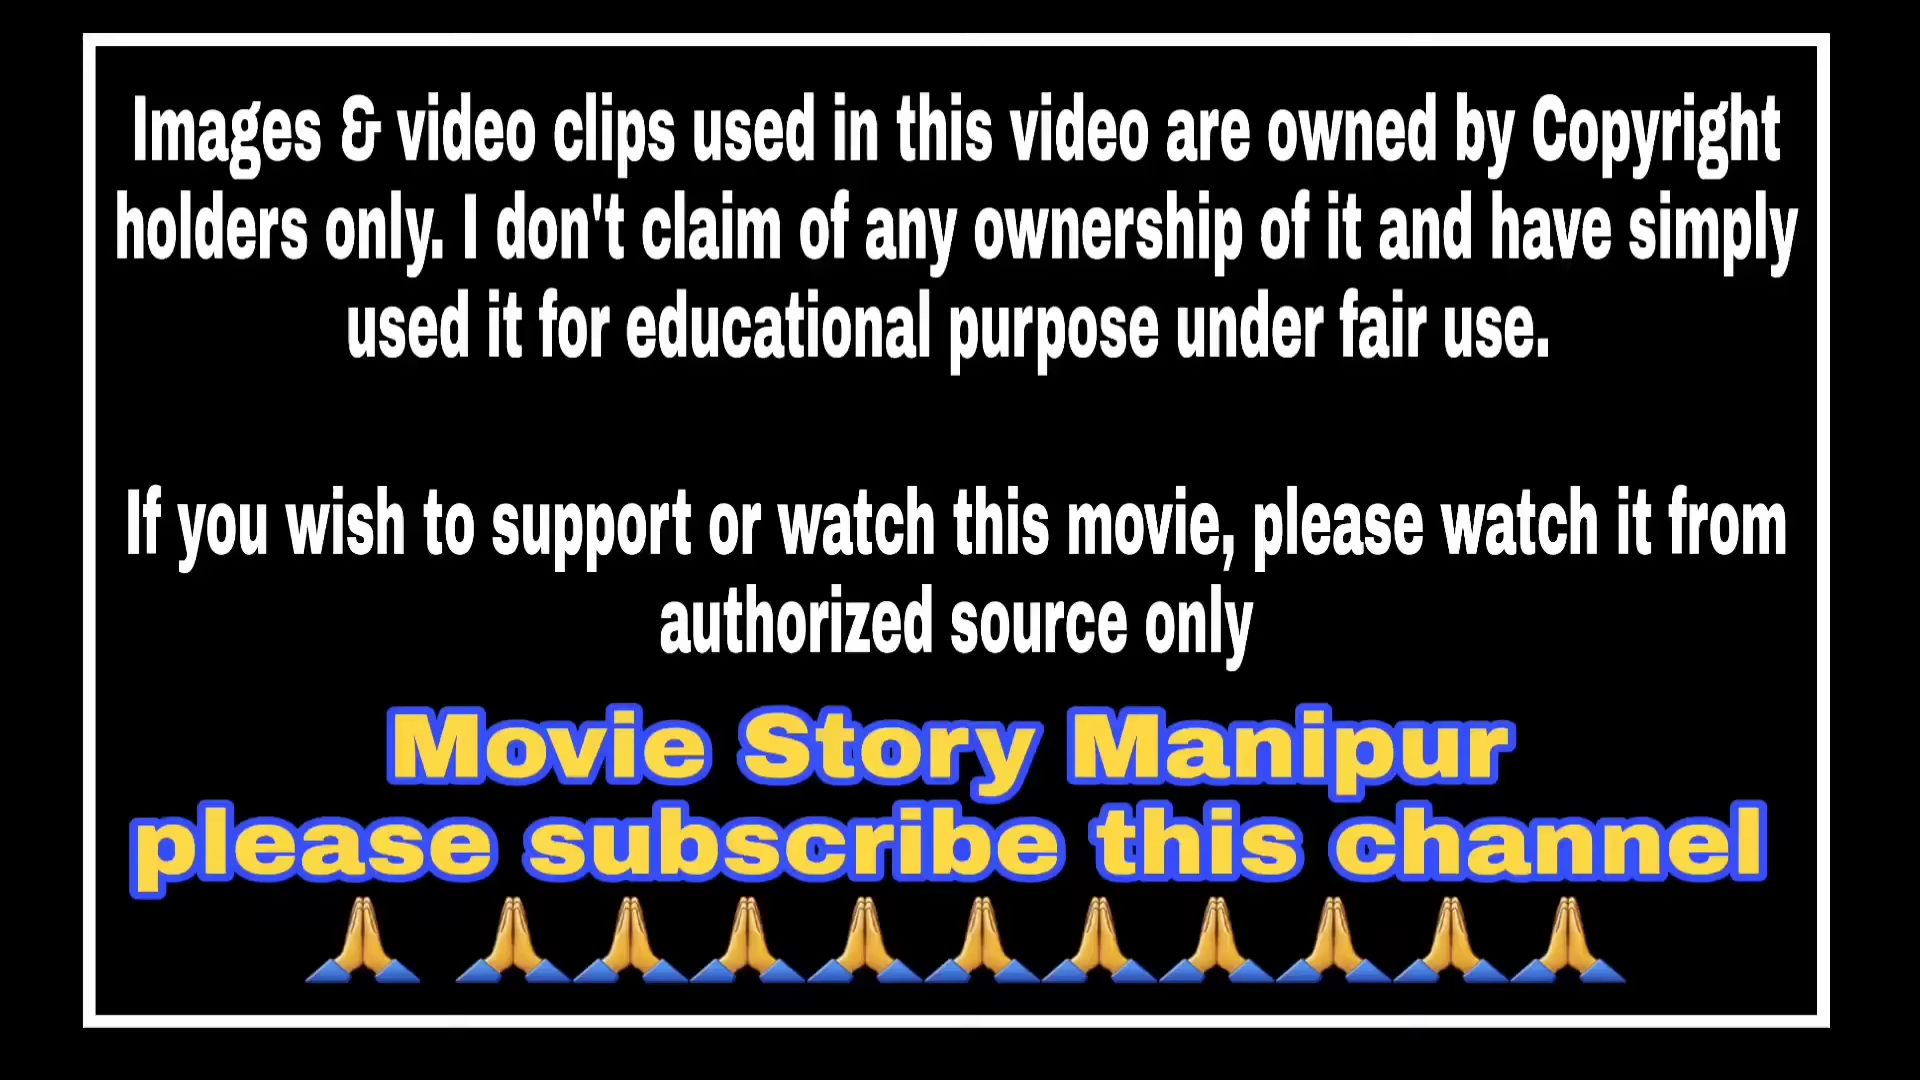 Images & video clips used in this video are owned by Copyright
holders only. I don't claim of any ownership of it and have simply
used it for educational purpose under fair use.
If you wish to support or watch this movie, please watch it from
authorized source only
Movie Story Manipur
please subscribe this channel
🙏 🙏🙏🙏🙏🙏🙏🙏🙏🙏🙏